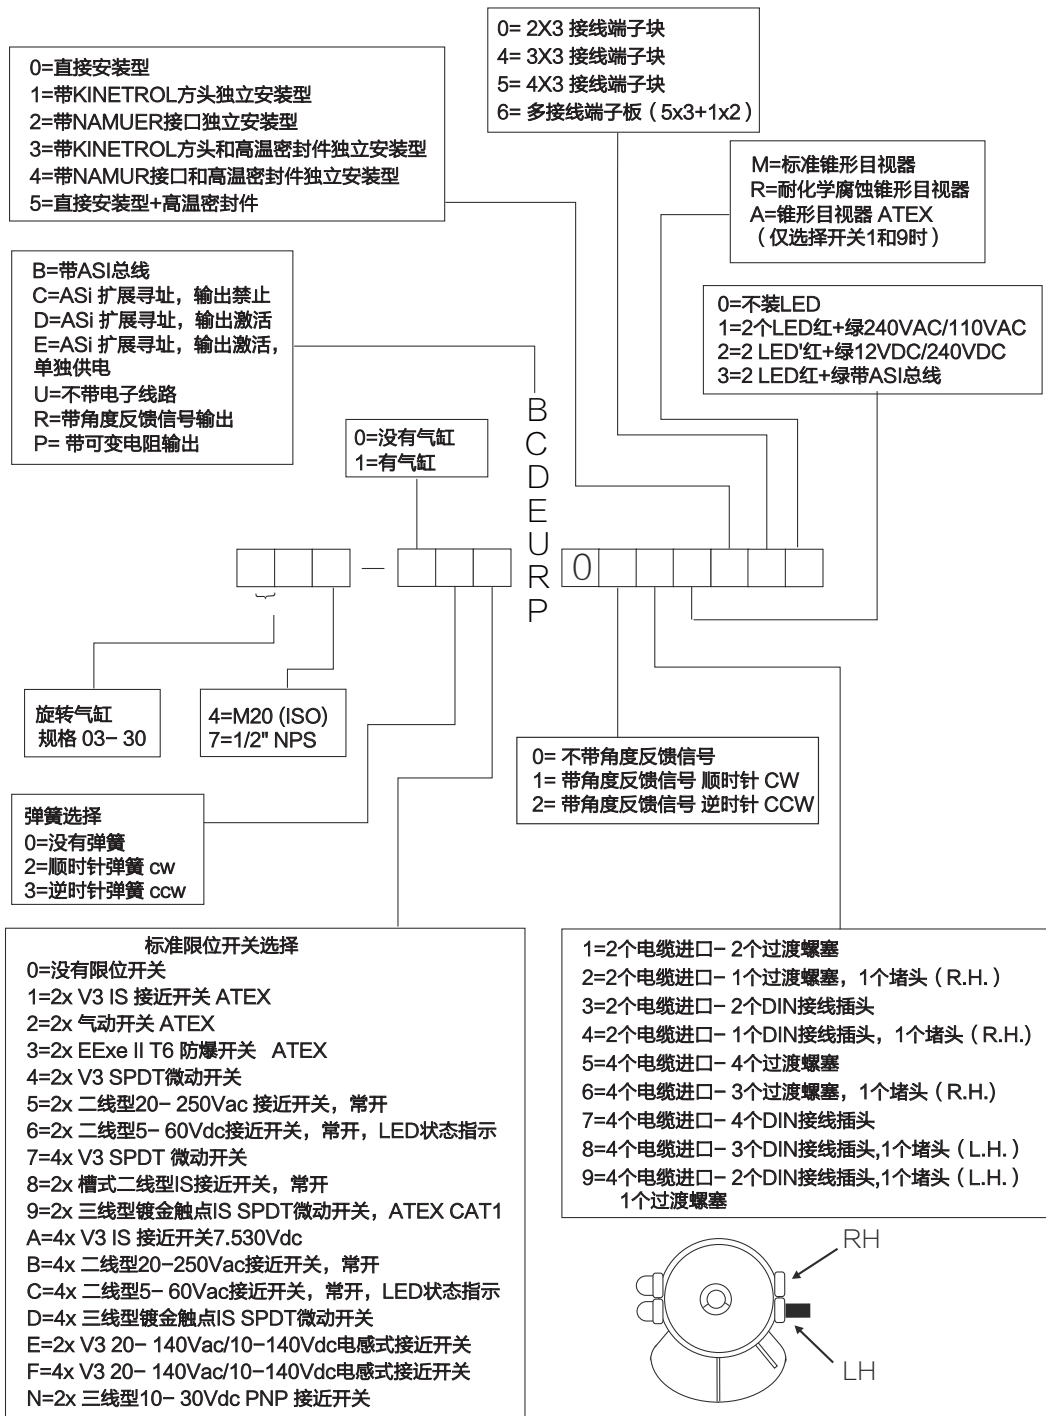 0= 2X3 接线端子块
4= 3X3 接线端子块
5= 4X3 接线端子块
6= 多接线端子板（5x3+1x2）
0=直接安装型
1=带KINETROL方头独立安装型
2=带NAMUER接口独立安装型
3=带KINETROL方头和高温密封件独立安装型
4=带NAMUR接口和高温密封件独立安装型
5=直接安装型+高温密封件
M=标准锥形目视器
R=耐化学腐蚀锥形目视器
A=锥形目视器 ATEX
（仅选择开关1和9时）
B=带ASI总线
C=ASi 扩展寻址，输出禁止
D=ASi 扩展寻址，输出激活
E=ASi 扩展寻址，输出激活，
单独供电
U=不带电子线路
R=带角度反馈信号输出
P= 带可变电阻输出
0=不装LED
1=2个LED红+绿240VAC/110VAC
2=2 LED'红+绿12VDC/240VDC
3=2 LED红+绿带ASI总线
0=没有气缸
1=有气缸
B
C
D
E
U
R
P
–
0
旋转气缸
规格 03- 30
4=M20 (ISO)
7=1/2" NPS
0= 不带角度反馈信号
1= 带角度反馈信号 顺时针 CW
2= 带角度反馈信号 逆时针 CCW
弹簧选择
0=没有弹簧
2=顺时针弹簧 cw
3=逆时针弹簧 ccw
标准限位开关选择
0=没有限位开关
1=2x V3 IS 接近开关 ATEX
2=2x 气动开关 ATEX
3=2x EExe II T6 防爆开关 ATEX
4=2x V3 SPDT微动开关
5=2x 二线型20- 250Vac 接近开关，常开
6=2x 二线型5- 60Vdc接近开关，常开，LED状态指示
7=4x V3 SPDT 微动开关
8=2x 槽式二线型IS接近开关，常开
9=2x 三线型镀金触点IS SPDT微动开关，ATEX CAT1
A=4x V3 IS 接近开关7.530Vdc
B=4x 二线型20-250Vac接近开关，常开
C=4x 二线型5- 60Vac接近开关，常开，LED状态指示
D=4x 三线型镀金触点IS SPDT微动开关
E=2x V3 20- 140Vac/10-140Vdc电感式接近开关
F=4x V3 20- 140Vac/10-140Vdc电感式接近开关
N=2x 三线型10- 30Vdc PNP 接近开关
1=2个电缆进口- 2个过渡螺塞
2=2个电缆进口- 1个过渡螺塞，1个堵头（R.H.）
3=2个电缆进口- 2个DIN接线插头
4=2个电缆进口- 1个DIN接线插头，1个堵头（R.H.)
5=4个电缆进口- 4个过渡螺塞
6=4个电缆进口- 3个过渡螺塞，1个堵头（R.H.)
7=4个电缆进口- 4个DIN接线插头
8=4个电缆进口- 3个DIN接线插头,1个堵头（L.H.）
9=4个电缆进口- 2个DIN接线插头,1个堵头（L.H.）
1个过渡螺塞
RH
LH